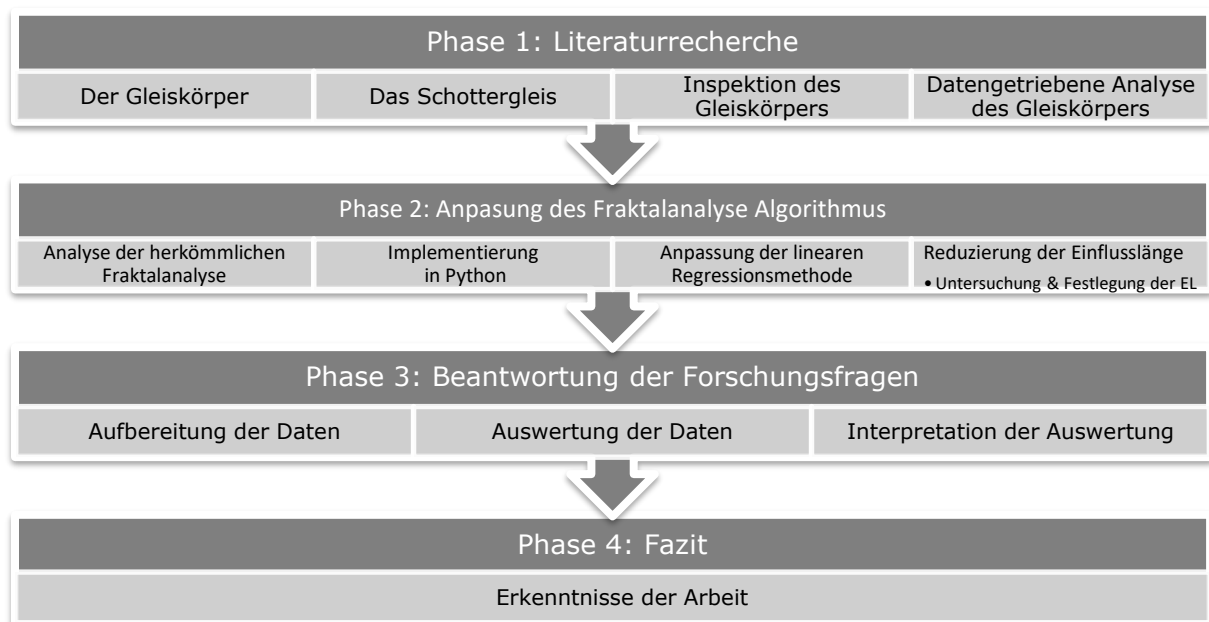 Phase 1: Literaturrecherche
Der Gleiskörper
Das Schottergleis
Inspektion des
Gleiskörpers
Datengetriebene Analyse
des Gleiskörpers
Phase 2: Anpasung des Fraktalanalyse Algorithmus
Analyse der herkömmlichen
Fraktalanalyse
Implementierung
in Python
Anpassung der linearen
Regressionsmethode
Reduzierung der Einflusslänge
• Untersuchung & Festlegung der EL
Phase 3: Beantwortung der Forschungsfragen
Aufbereitung der Daten
Auswertung der Daten
Interpretation der Auswertung
Phase 4: Fazit
Erkenntnisse der Arbeit